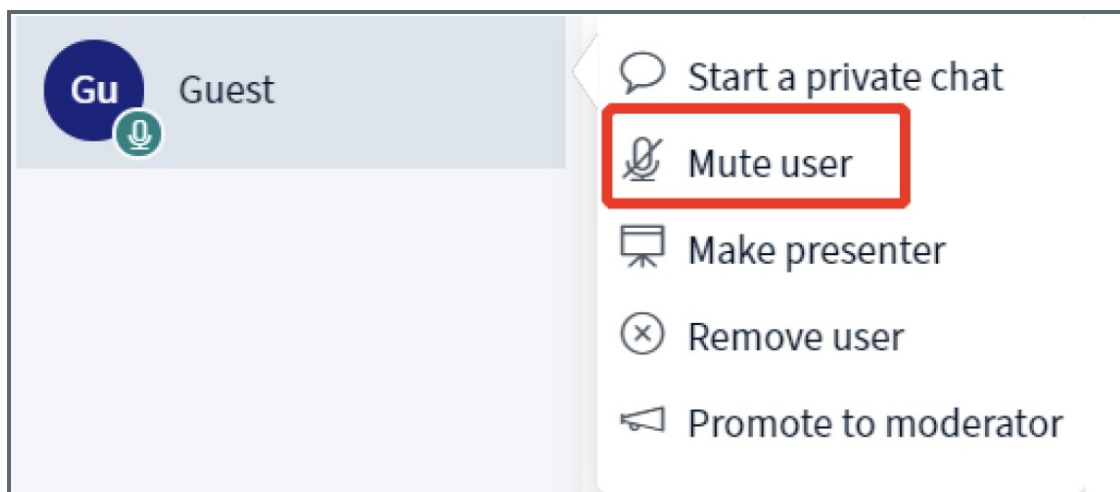 Gu
Guest
Start a private chat
Mute user
Make presenter
Remove user
Promote to moderator